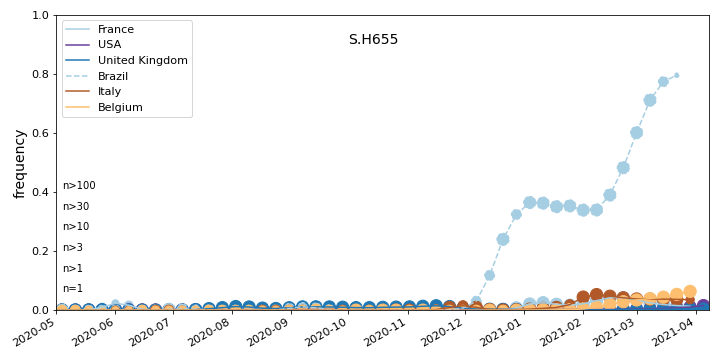 S.H655
France
USA
United Kingdom
Brazil
Italy
Belgium
frequency
1.0
0.8
0.6
0.4
0.2
0.0
n>100
n>30
n>10
n>3
n>1
n=1
2020-05
2020-06
2020-07
2020-08
2020-09
2020-10
2020-11
2020-12
2021-01
2021-02
2021-03
2021-04